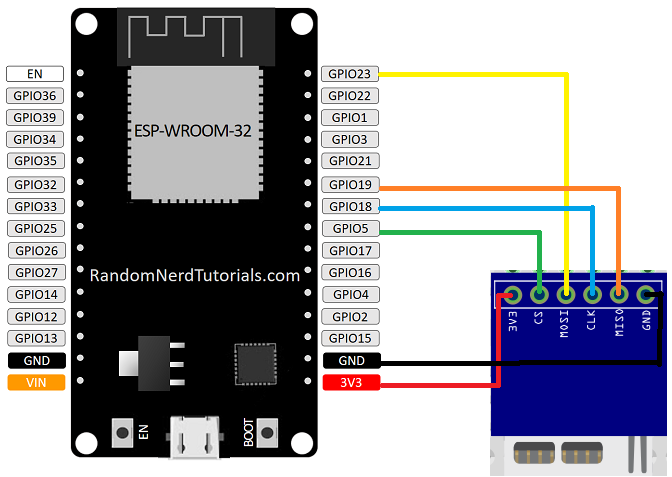 EN
GPIO36
GPIO39
GPIO34
GPIO35
GPIO32
GPIO33
GPIO25
GPIO26
GPIO27
GPIO14
GPIO12
GPIO13
GND
VIN
ESP-WROOM-32
RandomNerdTutorials.com
EN
BOOT
GPIO23
GPIO22
GPIO1
GPIO3
GPIO21
GPIO19
GPIO18
GPIO5
GPIO17
GPIO16
GPIO4
GPIO2
GPIO15
GND
3V3
3V3
CS
MOSI
CLK
MISO
GND